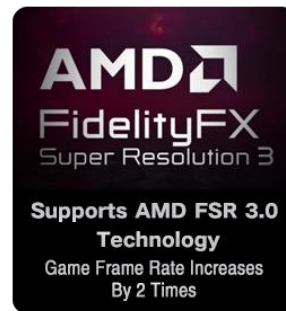 AMD
FidelityFX
Super Resolution 3
Supports AMD FSR 3.0
Technology
Game Frame Rate Increases
By 2 Times